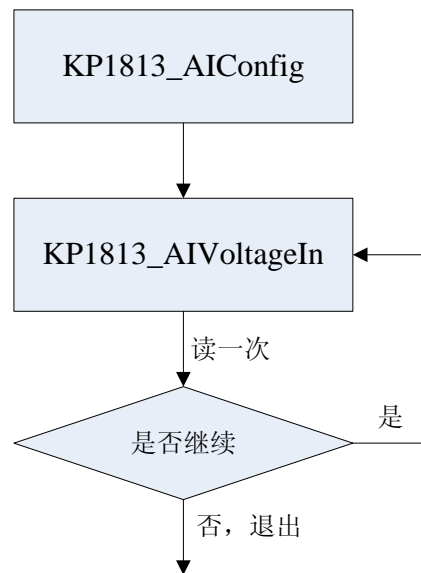 KP1813_AIConfig
KP1813_AIVoltageIn
读一次
是否继续
是
否，退出